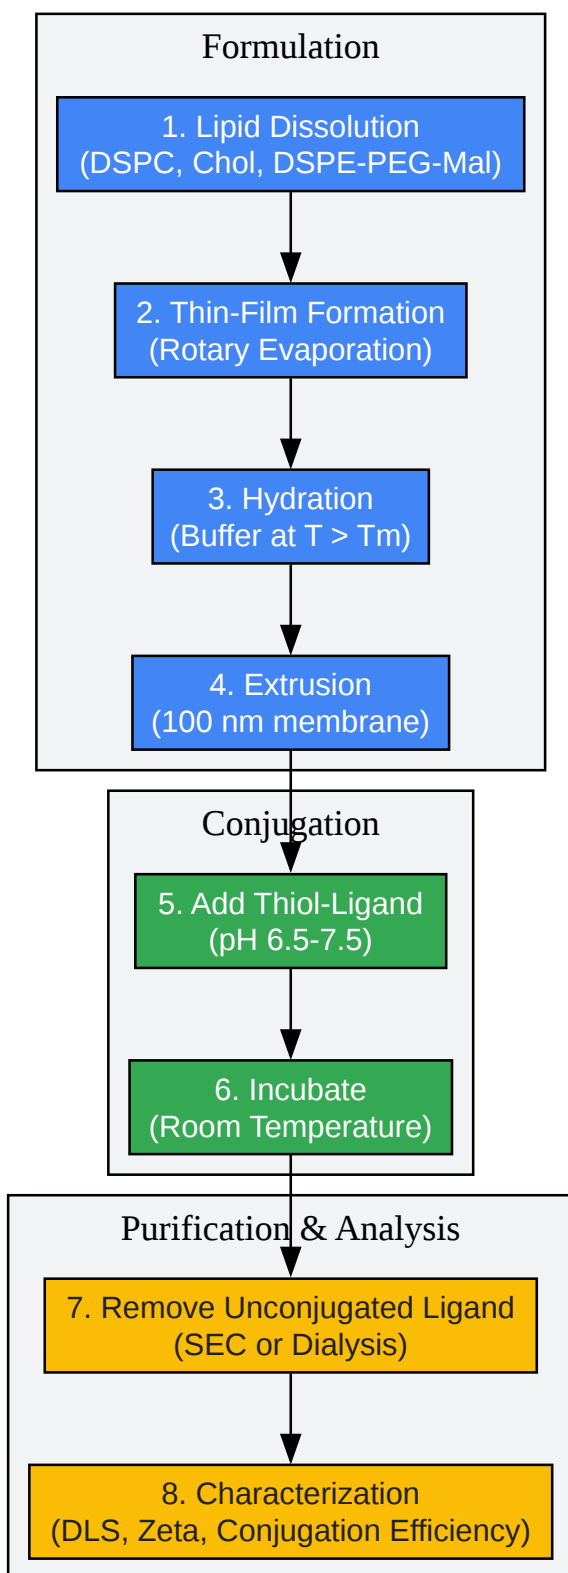 Formulation
1. Lipid Dissolution
(DSPC, Chol, DSPE-PEG-Mal)
2. Thin-Film Formation
(Rotary Evaporation)
3. Hydration
(Buffer at T > Tm)
4. Extrusion
(100 nm membrane)
Conjugation
5. Add Thiol-Ligand
(pH 6.5-7.5)
6. Incubate
(Room Temperature)
Purification & Analysis
7. Remove Unconjugated Ligand
(SEC or Dialysis)
8. Characterization
(DLS, Zeta, Conjugation Efficiency)